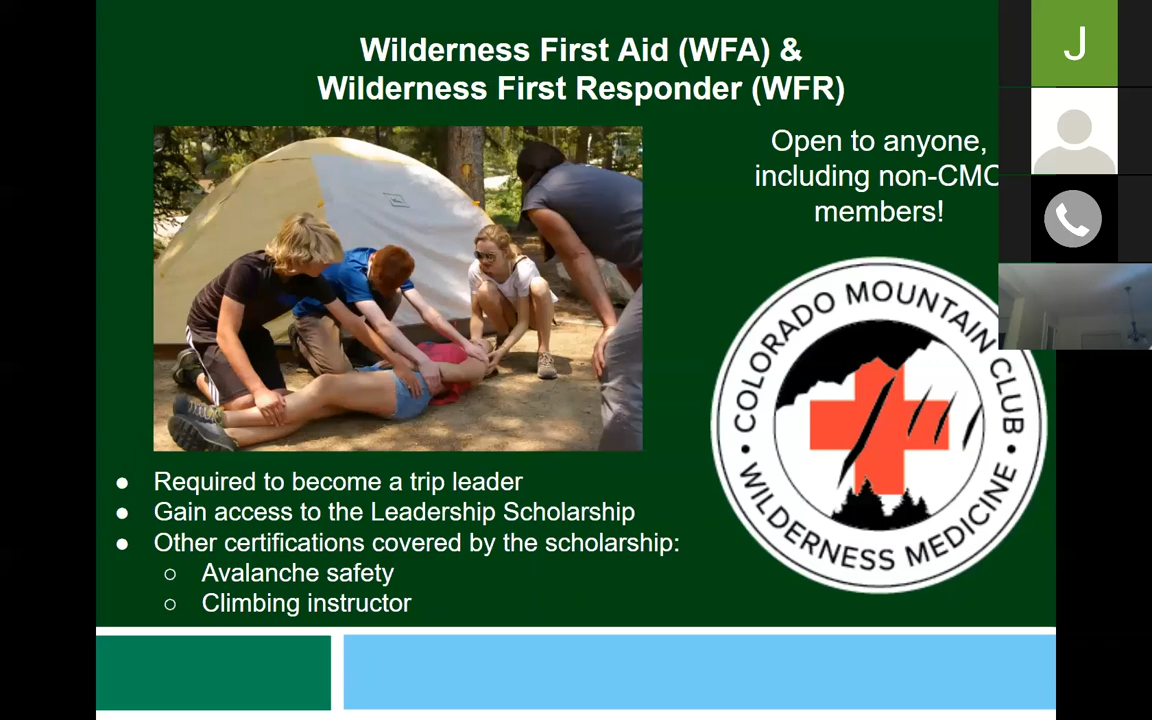 Wilderness First Aid (WFA) &
Wilderness First Responder (WFR)
Open to anyone,
including non-CMC
members!
COLORADO MOUNTAIN CLUB
• WILDERNESS MEDICINE •
● Required to become a trip leader
● Gain access to the Leadership Scholarship
● Other certifications covered by the scholarship:
○ Avalanche safety
○ Climbing instructor
J